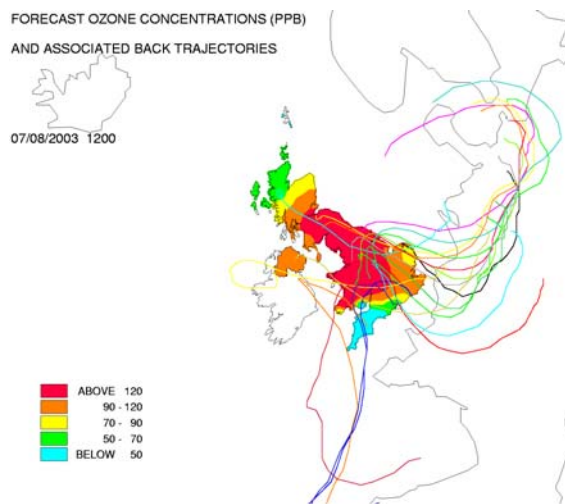 FORECAST OZONE CONCENTRATIONS (PPB)
AND ASSOCIATED BACK TRAJECTORIES
07/08/2003 1200
ABOVE 120
90 - 120
70 - 90
50 - 70
BELOW 50